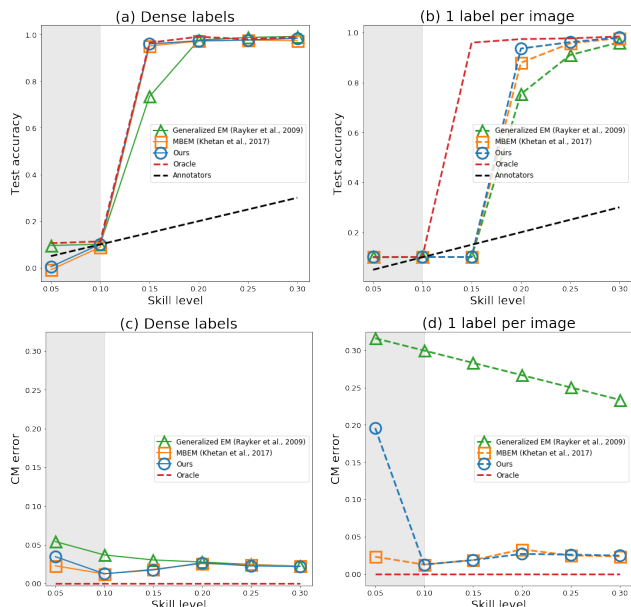 (a) Dense labels
1.0
0.8
0.6
0.4
0.2
0.0
Test accuracy
Generalized EM (Rayker et al., 2009)
MBEM (Khetan et al., 2017)
Ours
Oracle
Annotators
0.05 0.10 0.15 0.20 0.25 0.30
Skill level
(b) 1 label per image
1.0
0.8
0.6
0.4
0.2
Test accuracy
Generalized EM (Rayker et al., 2009)
MBEM (Khetan et al., 2017)
Ours
Oracle
Annotators
0.05 0.10 0.15 0.20 0.25 0.30
Skill level
(c) Dense labels
0.30
0.25
0.20
0.15
0.10
0.05
0.00
CM error
Generalized EM (Rayker et al., 2009)
MBEM (Khetan et al., 2017)
Ours
Oracle
0.05 0.10 0.15 0.20 0.25 0.30
Skill level
(d) 1 label per image
0.30
0.25
0.20
0.15
0.10
0.05
0.00
CM error
Generalized EM (Rayker et al., 2009)
MBEM (Khetan et al., 2017)
Ours
Oracle
0.05 0.10 0.15 0.20 0.25 0.30
Skill level